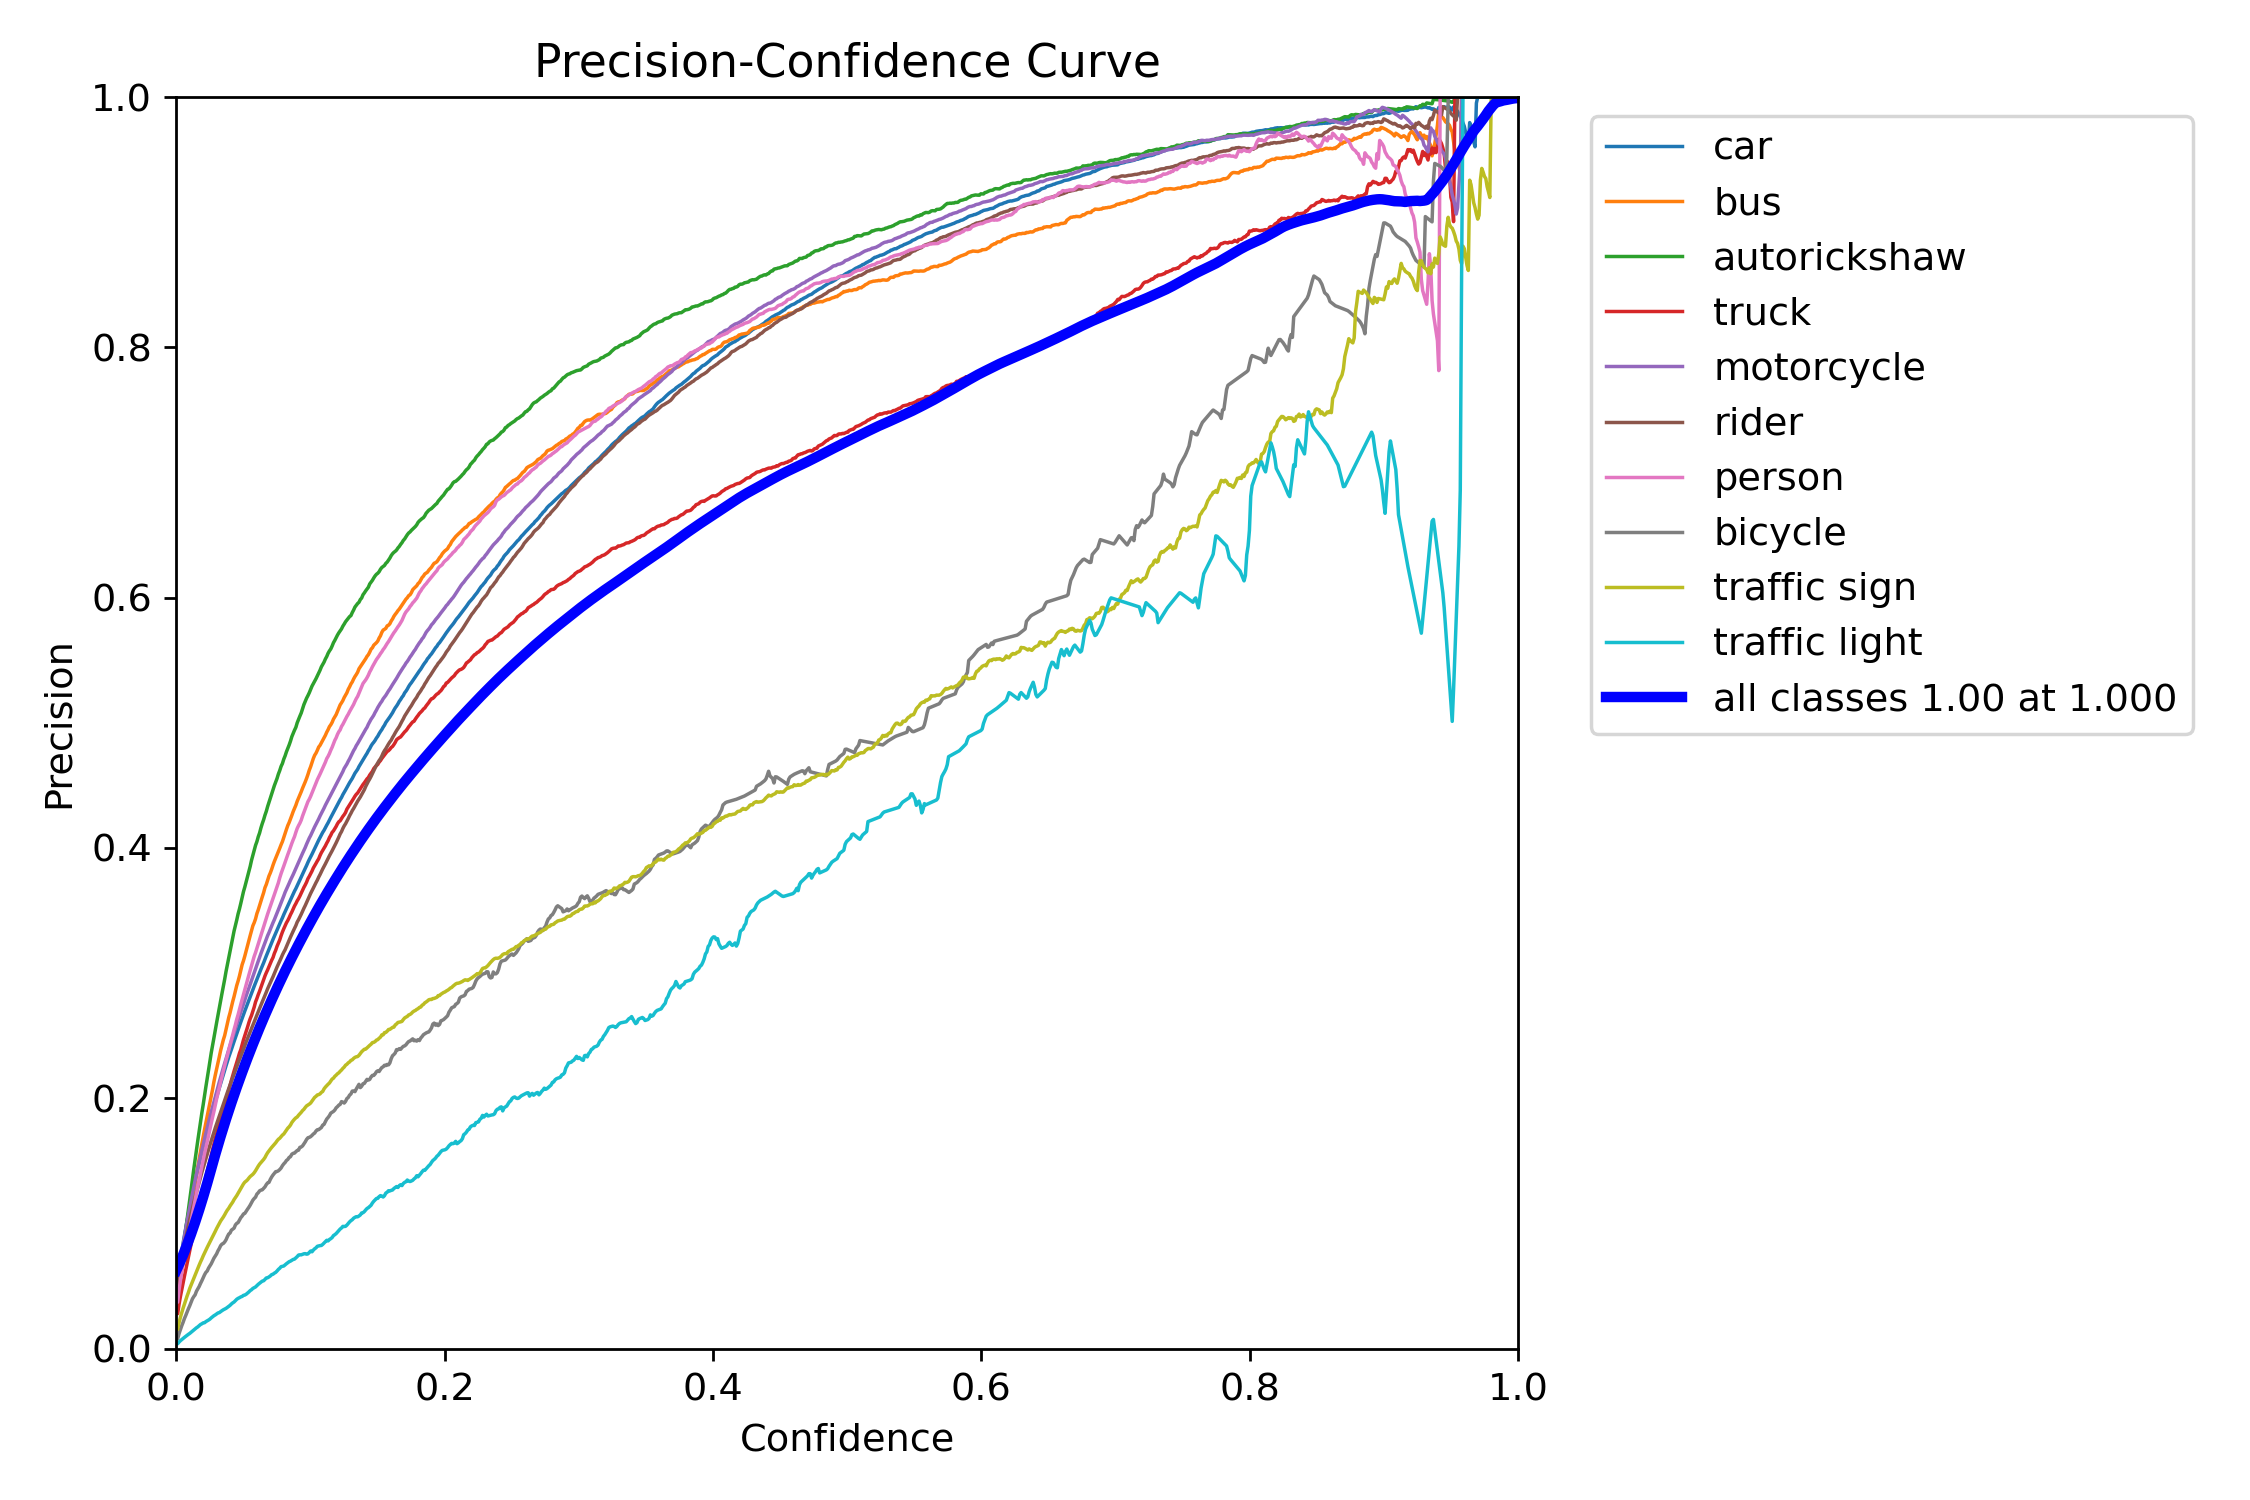 Precision-Confidence Curve
1.0
0.8
0.6
0.4
0.2
0.0
Precision
0.0 0.2 0.4 0.6 0.8 1.0
Confidence
car
bus
autorickshaw
truck
motorcycle
rider
person
bicycle
traffic sign
traffic light
all classes 1.00 at 1.000